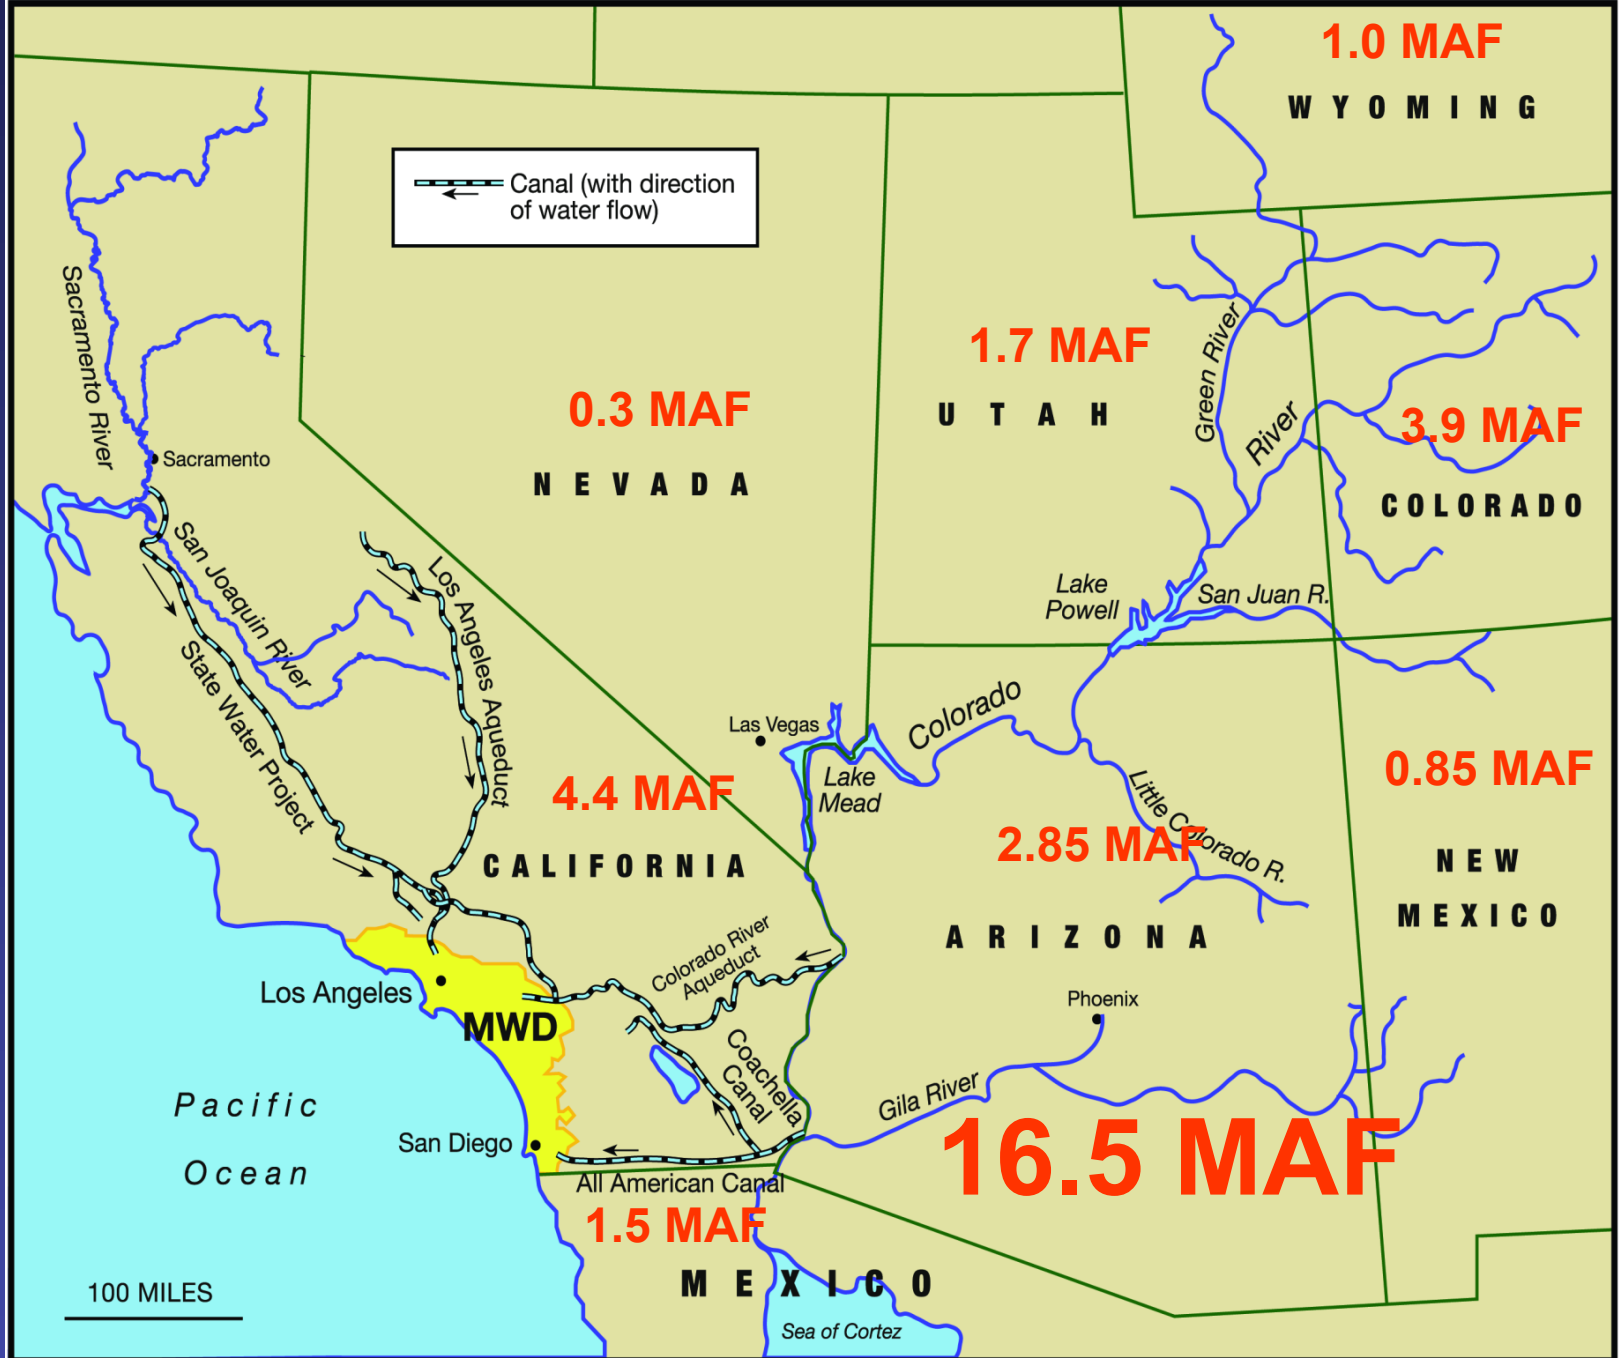 1.0 MAF
WYOMING
Canal (with direction
of water flow)
Sacramento River
Green River
1.7 MAF
UTAH
0.3 MAF
NEVADA
River
3.9 MAF
COLORADO
Sacramento
San Joaquin River
Los Angeles Aqueduct
State Water Project
Lake
Powell
San Juan R.
Colorado
Las Vegas
Lake
Mead
4.4 MAF
CALIFORNIA
Little Colorado R.
2.85 MAF
ARIZONA
0.85 MAF
NEW
MEXICO
Colorado River
Aqueduct
Los Angeles
MWD
Phoenix
Coachella
Canal
Gila River
Pacific
Ocean
San Diego
16.5 MAF
All American Canal
1.5 MAF
MEXICO
100 MILES
Sea of Cortez